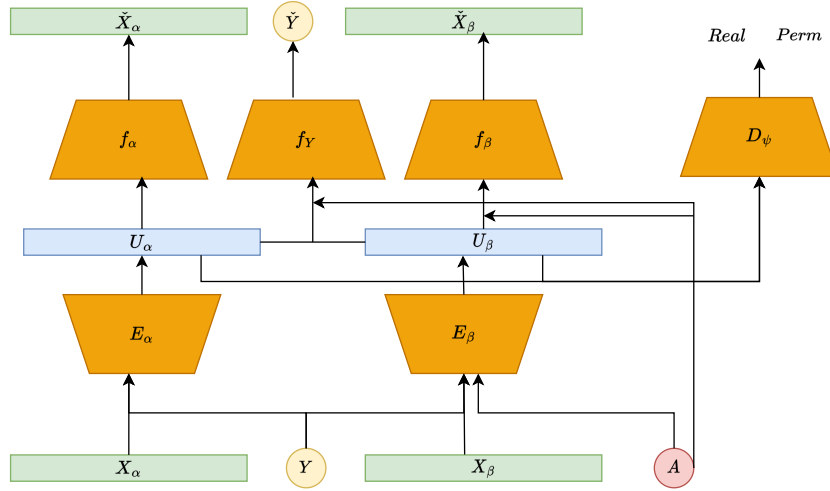 X̌_α Y̌ X̌_β
Real Perm
f_α f_Y f_β D_ψ
U_α U_β
E_α E_β
X_α Y X_β A